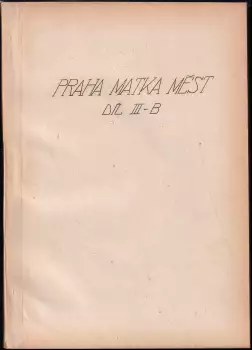 PRAHA MATKA MĚST
DÍL III-B